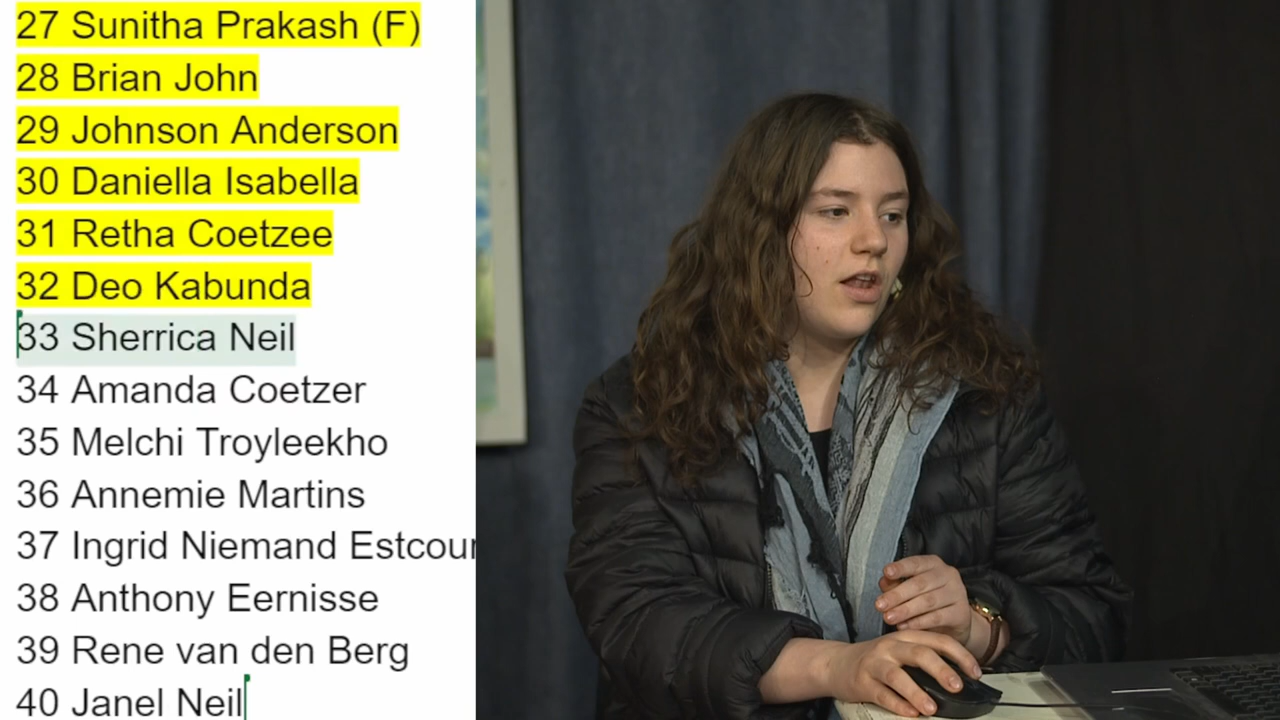 27 Sunitha Prakash (F)
28 Brian John
29 Johnson Anderson
30 Daniella Isabella
31 Retha Coetzee
32 Deo Kabunda
33 Sherrica Neil
34 Amanda Coetzer
35 Melchi Troyleekho
36 Annemie Martins
37 Ingrid Niemand Estcour
38 Anthony Eernisse
39 Rene van den Berg
40 Janel Neil